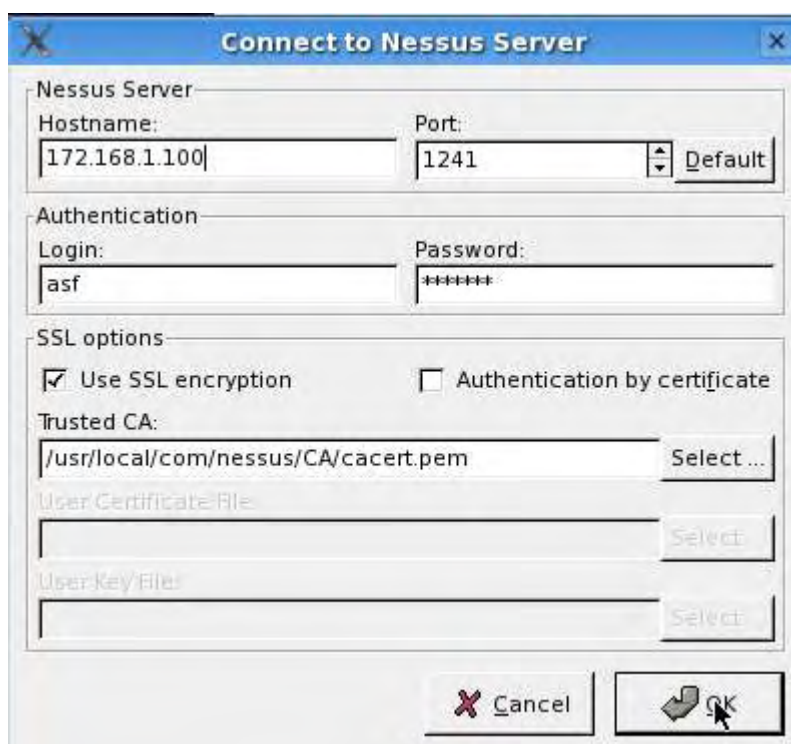 Connect to Nessus Server
Nessus Server
Hostname: Port:
172.168.1.100 1241 Default
Authentication
Login: Password:
asf *******
SSL options
Use SSL encryption Authentication by certificate
Trusted CA:
/usr/local/com/nessus/CA/cacert.pem Select ...
User Certificate File:
Select ...
User Key File:
Select ...
Cancel OK